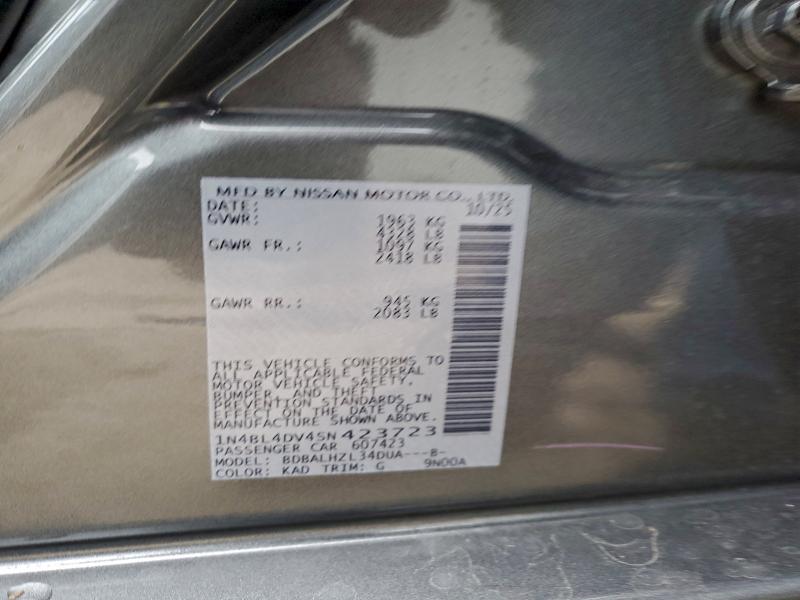 MFD BY NISSAN MOTOR CO., LTD.
DATE: 10/25
GVWR: 1963 KG
4328 LB
GAWR FR.: 1097 KG
2418 LB
GAWR RR.: 945 KG
2083 LB
THIS VEHICLE CONFORMS TO
ALL APPLICABLE FEDERAL
MOTOR VEHICLE SAFETY,
BUMPER, AND THEFT
PREVENTION STANDARDS IN
EFFECT ON THE DATE OF
MANUFACTURE SHOWN ABOVE.
1N4BL4DV4SN423723
PASSENGER CAR 607423
MODEL: BDBALHZL34DUA---B-
COLOR: KAD TRIM: G 9N00A